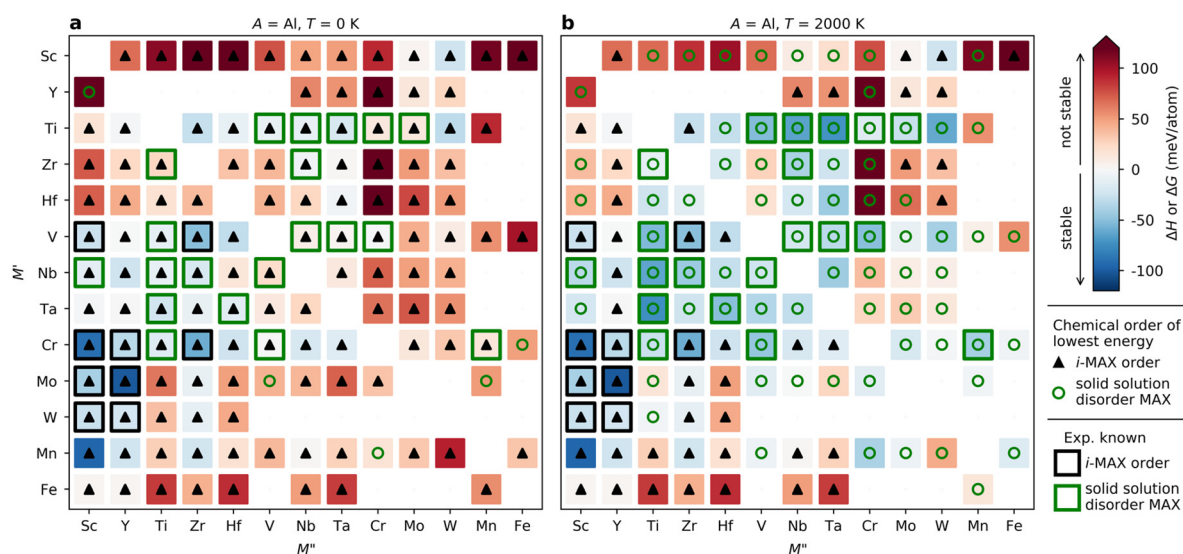 a
A = Al, T = 0 K
Sc
Y
Ti
Zr
Hf
V
Nb
Ta
Cr
Mo
W
Mn
Fe
M'
Sc Y Ti Zr Hf V Nb Ta Cr Mo W Mn Fe
M"
b
A = Al, T = 2000 K
Sc Y Ti Zr Hf V Nb Ta Cr Mo W Mn Fe
M"
not stable
stable
100
50
0
-50
-100
ΔH or ΔG (meV/atom)
Chemical order of
lowest energy
i-MAX order
solid solution
disorder MAX
Exp. known
i-MAX order
solid solution
disorder MAX